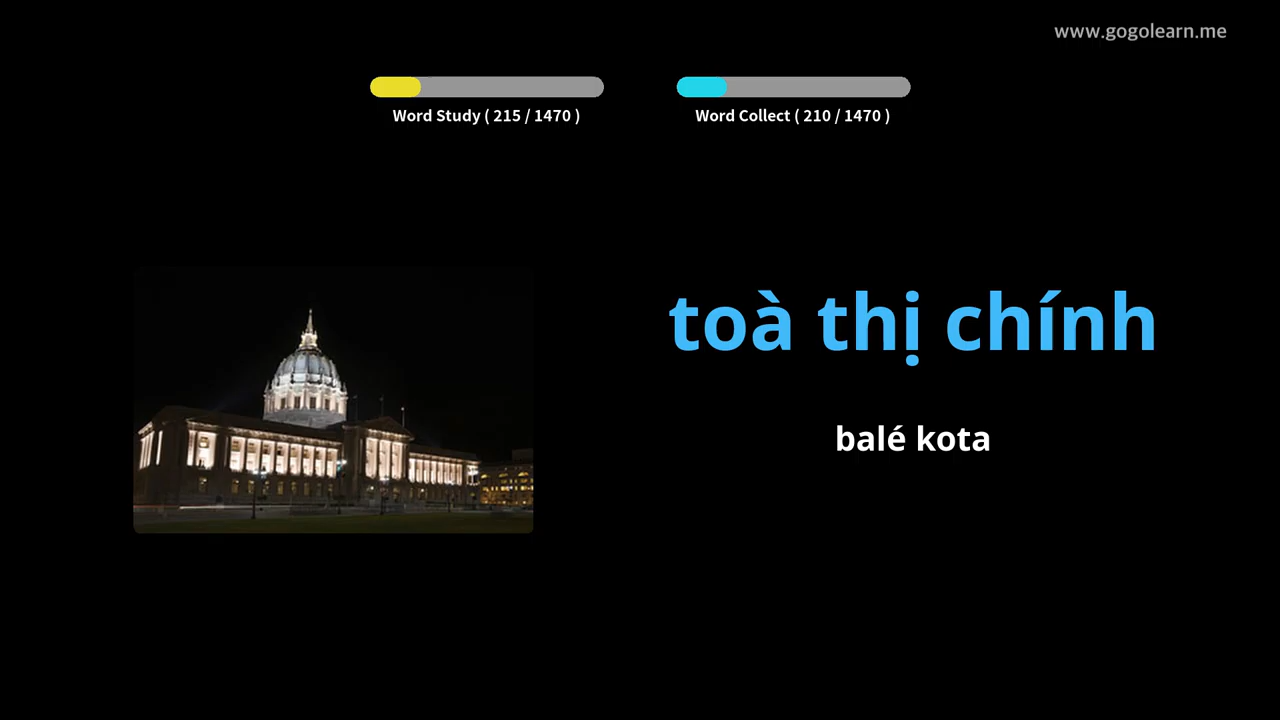 www.gogolearn.me
Word Study ( 215 / 1470 )
Word Collect ( 210 / 1470 )
toà thị chính
balé kota